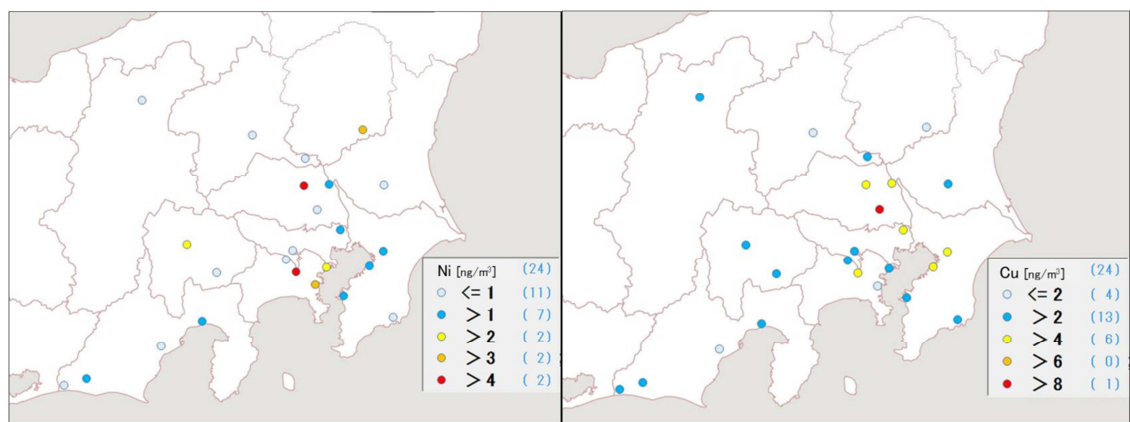 Ni [ng/m³] (24)
<= 1 (11)
> 1 ( 7)
> 2 ( 2)
> 3 ( 2)
> 4 ( 2)
Cu [ng/m³] (24)
<= 2 ( 4)
> 2 (13)
> 4 ( 6)
> 6 ( 0)
> 8 ( 1)